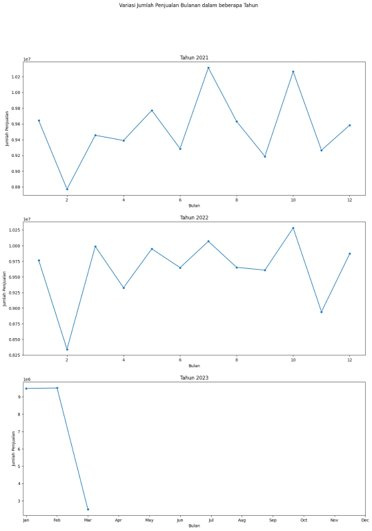 Variasi Jumlah Penjualan Bulanan dalam beberapa Tahun
Tahun 2021
1e7
1.02
1.00
0.98
0.96
0.94
0.92
0.90
0.88
Jumlah Penjualan
2 4 6 8 10 12
Bulan
Tahun 2022
1e7
1.025
1.000
0.975
0.950
0.925
0.900
0.875
0.850
0.825
Jumlah Penjualan
2 4 6 8 10 12
Bulan
Tahun 2023
1e6
9
8
7
6
5
4
3
Jumlah Penjualan
Jan Feb Mar Apr May Jun Jul Aug Sep Oct Nov Dec
Bulan